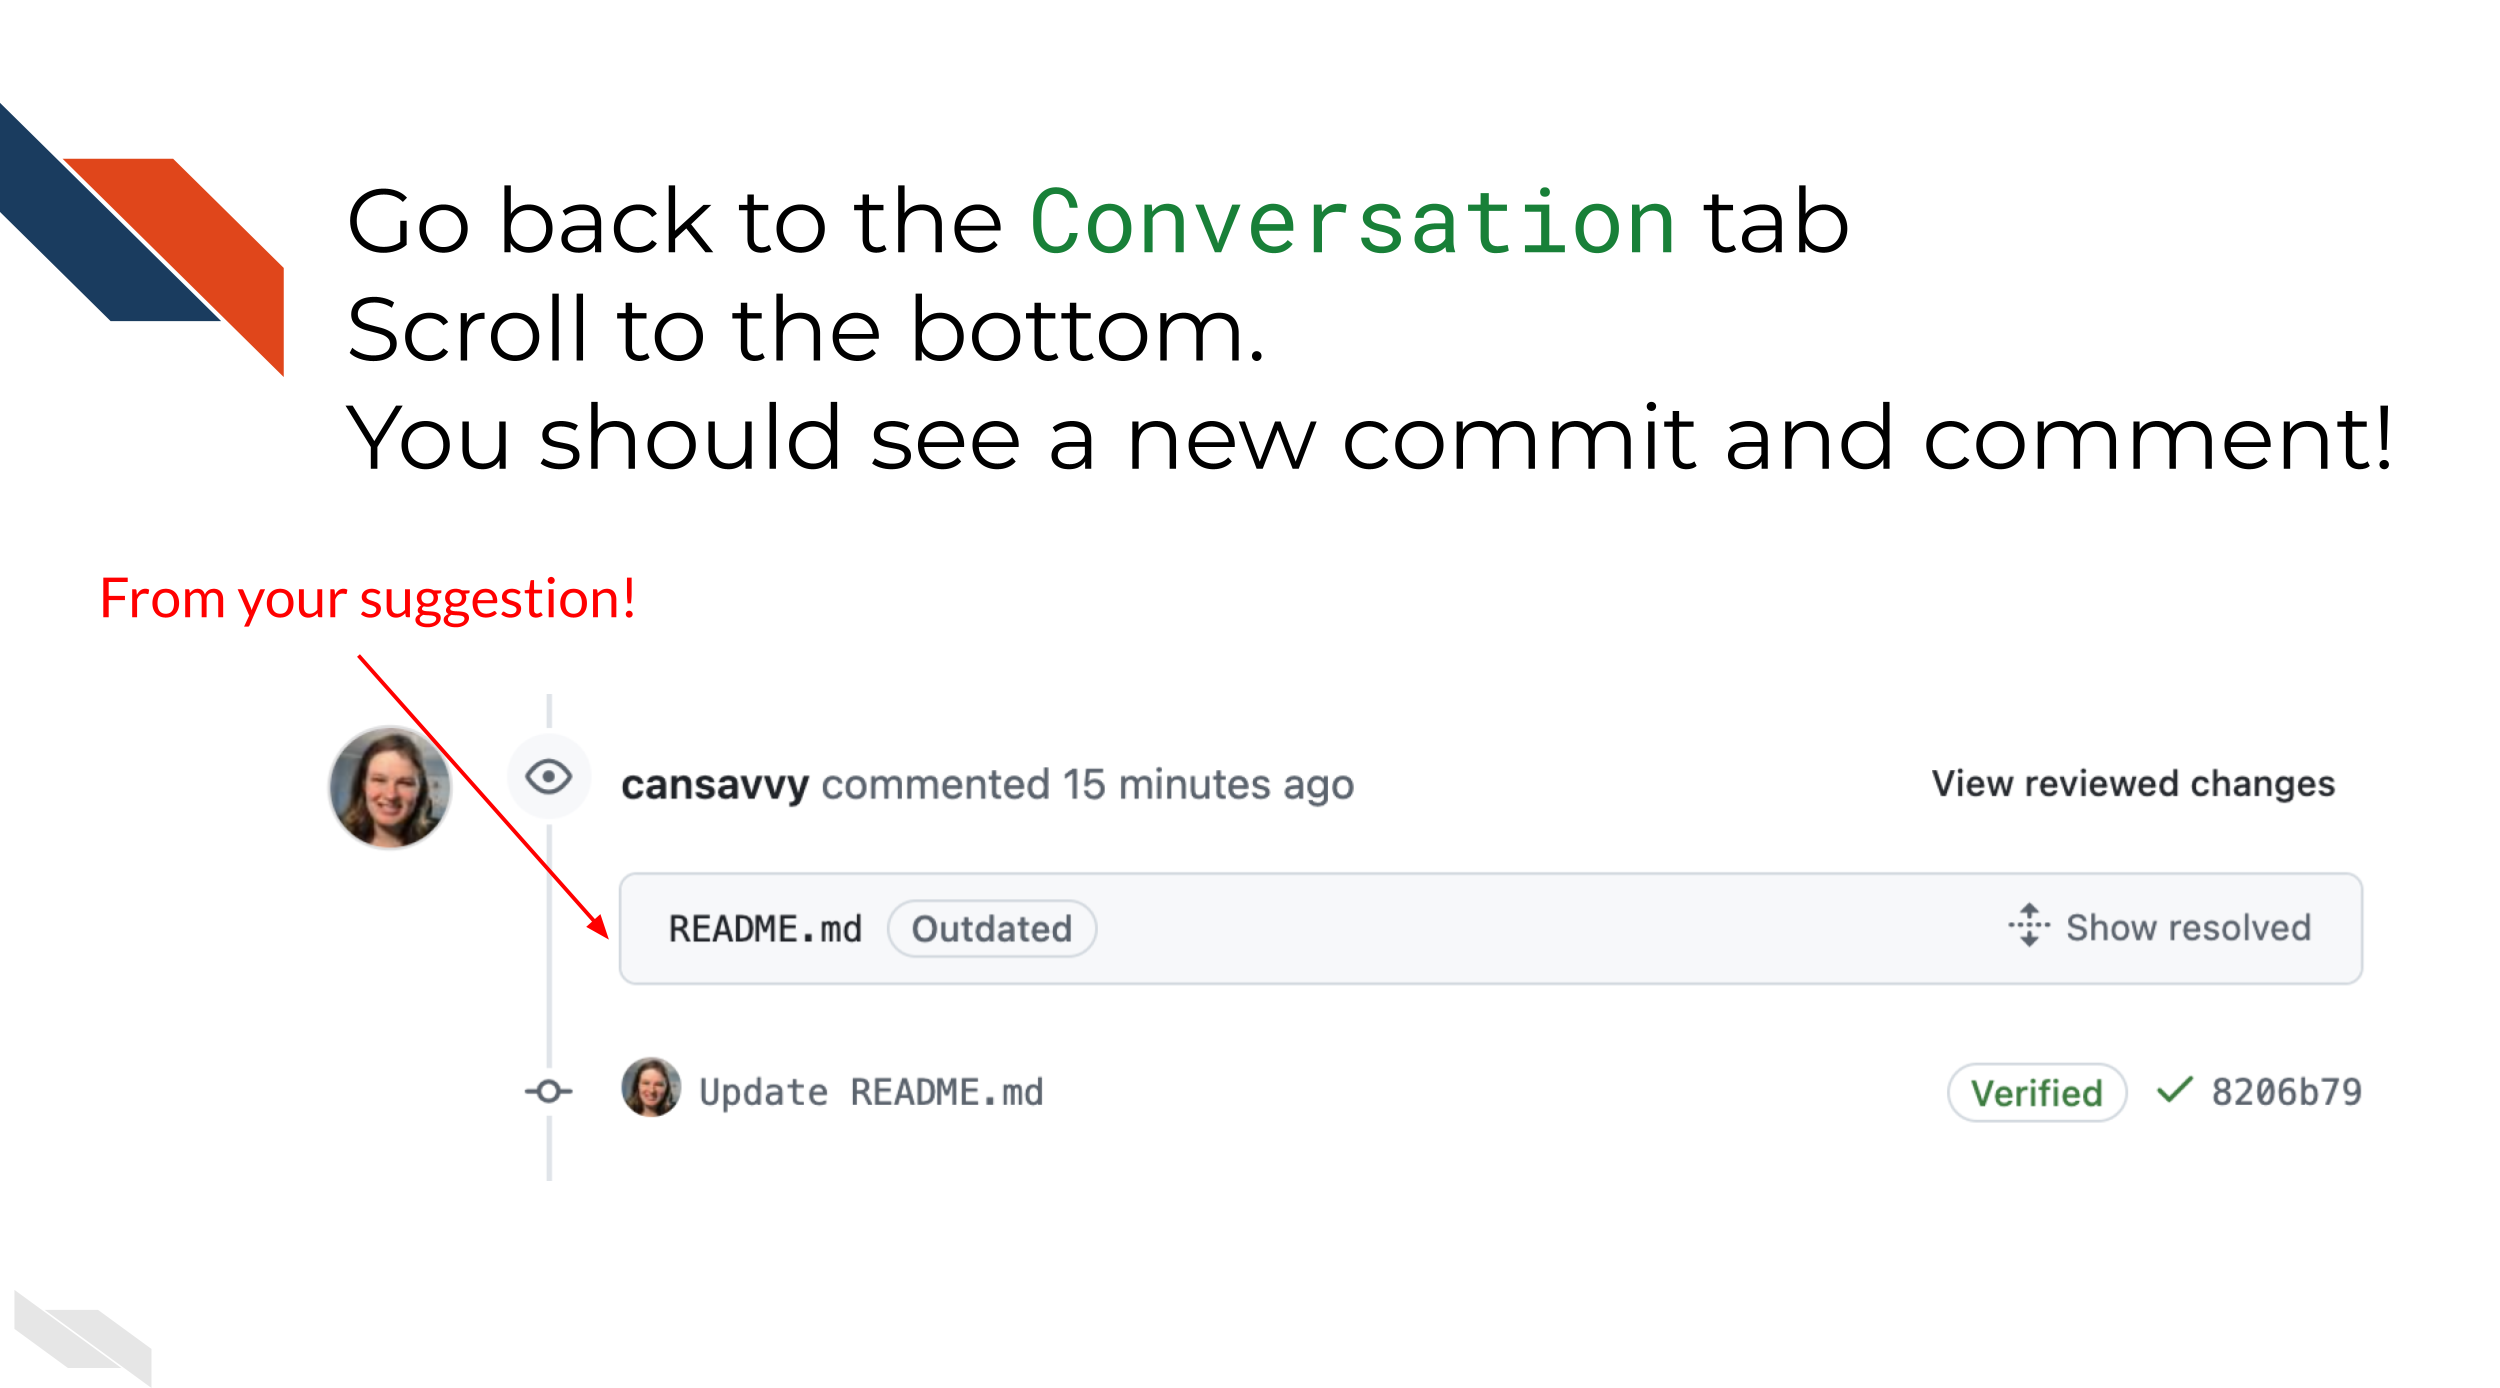 Go back to the Conversation tab
Scroll to the bottom.
You should see a new commit and comment!
From your suggestion!
cansavvy commented 15 minutes ago View reviewed changes
README.md Outdated Show resolved
Update README.md Verified 8206b79